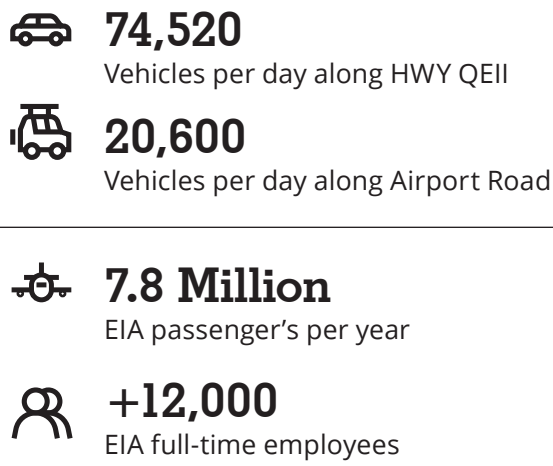 74,520
Vehicles per day along HWY QEII
20,600
Vehicles per day along Airport Road
7.8 Million
EIA passenger’s per year
+12,000
EIA full-time employees